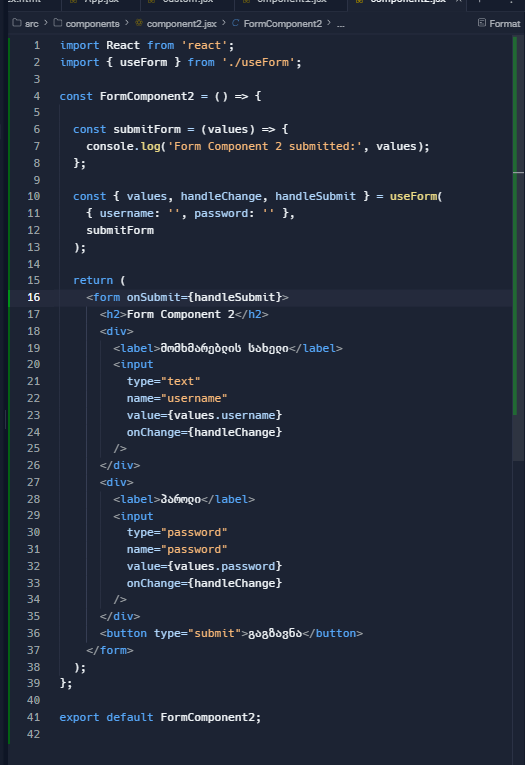 App.jsx
custom.jsx
component2.jsx
src > components > component2.jsx > FormComponent2 > ...
Format
1 import React from 'react';
2 import { useForm } from './useForm';
3
4 const FormComponent2 = () => {
5
6   const submitForm = (values) => {
7     console.log('Form Component 2 submitted:', values);
8   };
9
10   const { values, handleChange, handleSubmit } = useForm(
11     { username: '', password: '' },
12     submitForm
13   );
14
15   return (
16     <form onSubmit={handleSubmit}>
17       <h2>Form Component 2</h2>
18       <div>
19         <label>მომხმარებლის სახელი</label>
20         <input
21           type="text"
22           name="username"
23           value={values.username}
24           onChange={handleChange}
25         />
26       </div>
27       <div>
28         <label>პაროლი</label>
29         <input
30           type="password"
31           name="password"
32           value={values.password}
33           onChange={handleChange}
34         />
35       </div>
36       <button type="submit">გაგზავნა</button>
37     </form>
38   );
39 };
40
41 export default FormComponent2;
42